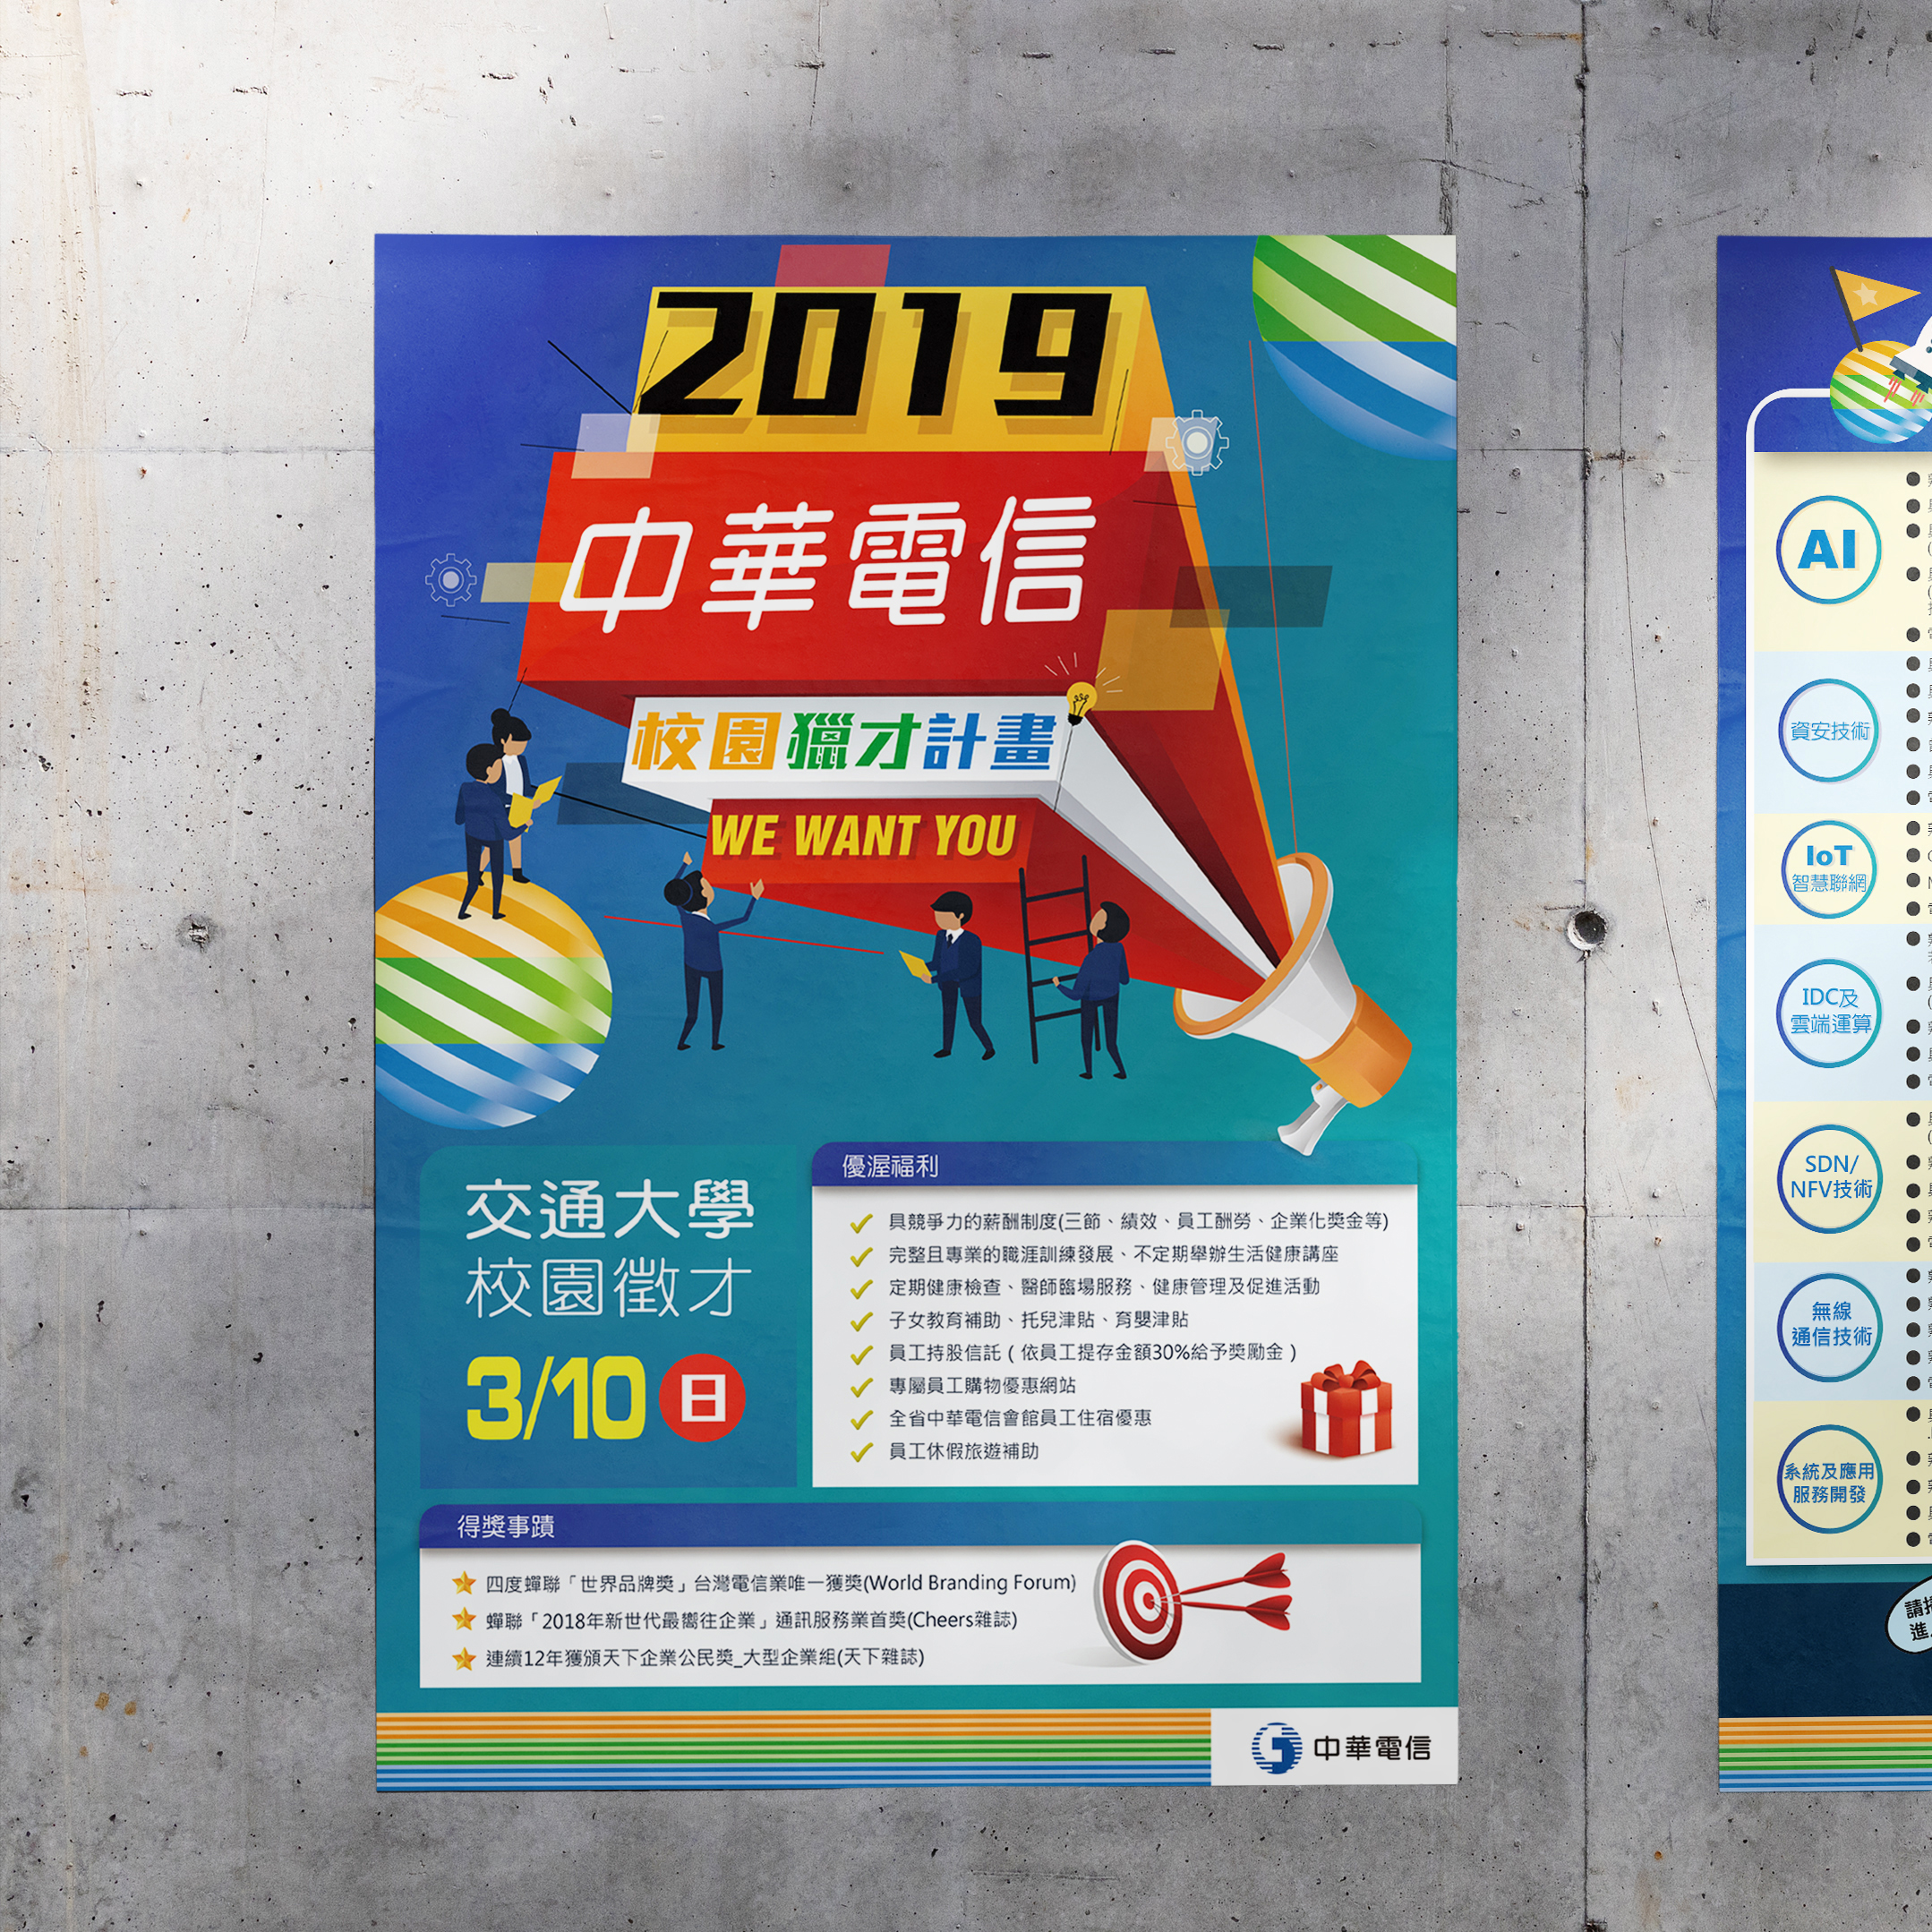 2019
中華電信
校園獵才計畫
WE WANT YOU
交通大學
校園徵才
3/10 日
優渥福利
具競爭力的薪酬制度(三節、績效、員工酬勞、企業化獎金等)
完整且專業的職涯訓練發展、不定期舉辦生活健康講座
定期健康檢查、醫師臨場服務、健康管理及促進活動
子女教育補助、托兒津貼、育嬰津貼
員工持股信託(依員工提存金額30%給予獎勵金)
專屬員工購物優惠網站
全省中華電信會館員工住宿優惠
員工休假旅遊補助
得獎事蹟
四度蟬聯「世界品牌獎」台灣電信業唯一獲獎(World Branding Forum)
蟬聯「2018年新世代最嚮往企業」通訊服務業首獎(Cheers雜誌)
連續12年獲頒天下企業公民獎_大型企業組(天下雜誌)
中華電信
AI
資安技術
IoT
智慧聯網
IDC及
雲端運算
SDN/
NFV技術
無線
通信技術
系統及應用
服務開發